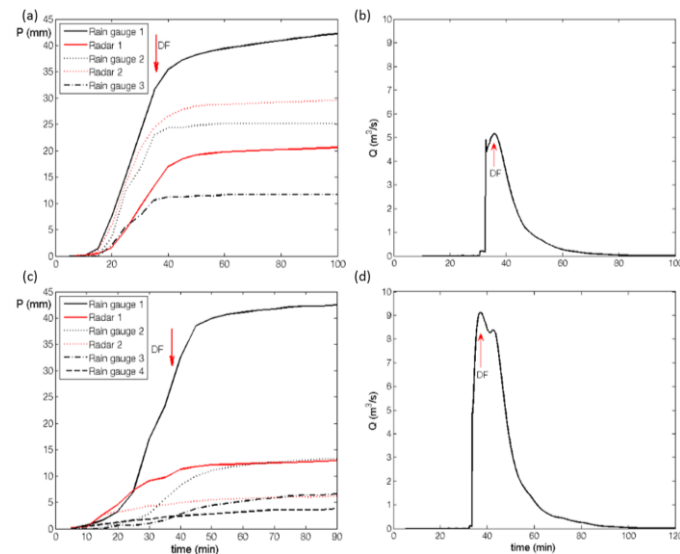 (a)
P (mm)
45
40
35
30
25
20
15
10
5
0
0 20 40 60 80 100
Rain gauge 1
Radar 1
Rain gauge 2
Radar 2
Rain gauge 3
DF
(b)
Q (m³/s)
10
9
8
7
6
5
4
3
2
1
0
0 20 40 60 80 100
DF
(c)
P (mm)
45
40
35
30
25
20
15
10
5
0
0 10 20 30 40 50 60 70 80 90
time (min)
Rain gauge 1
Radar 1
Rain gauge 2
Radar 2
Rain gauge 3
Rain gauge 4
DF
(d)
Q (m³/s)
10
9
8
7
6
5
4
3
2
1
0
0 20 40 60 80 100 120
time (min)
DF